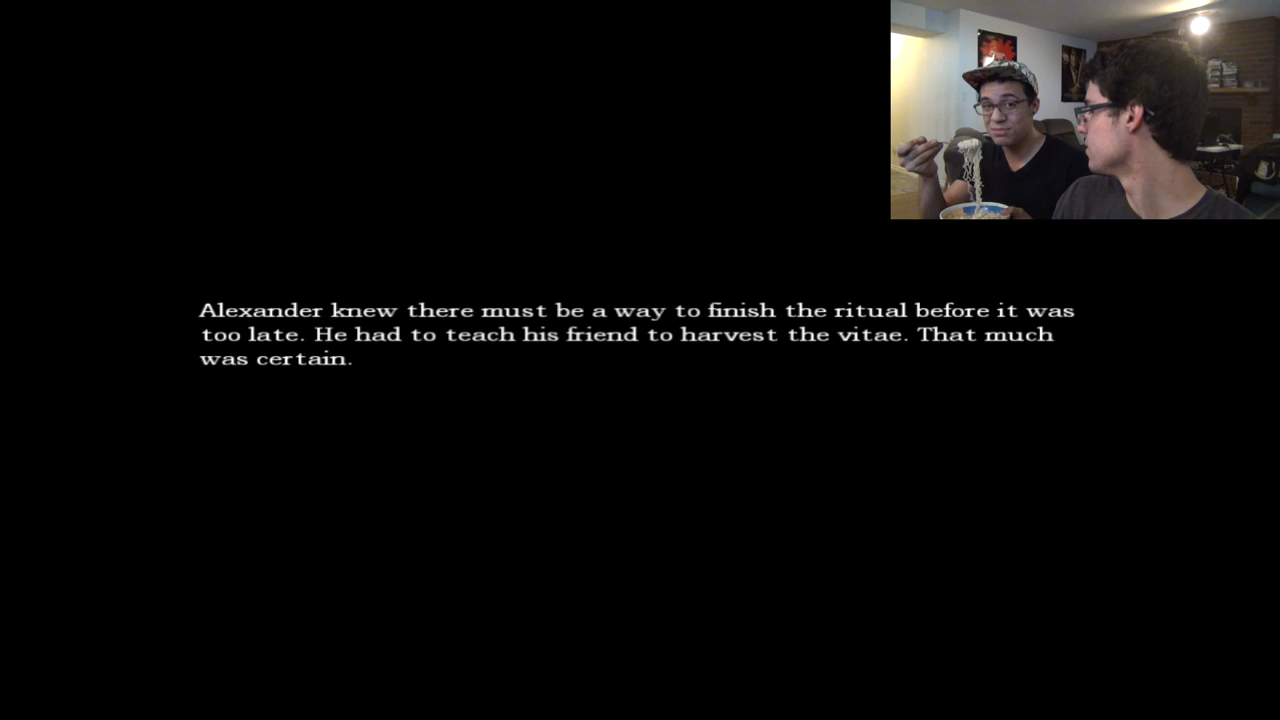 Alexander knew there must be a way to finish the ritual before it was
too late. He had to teach his friend to harvest the vitae. That much
was certain.